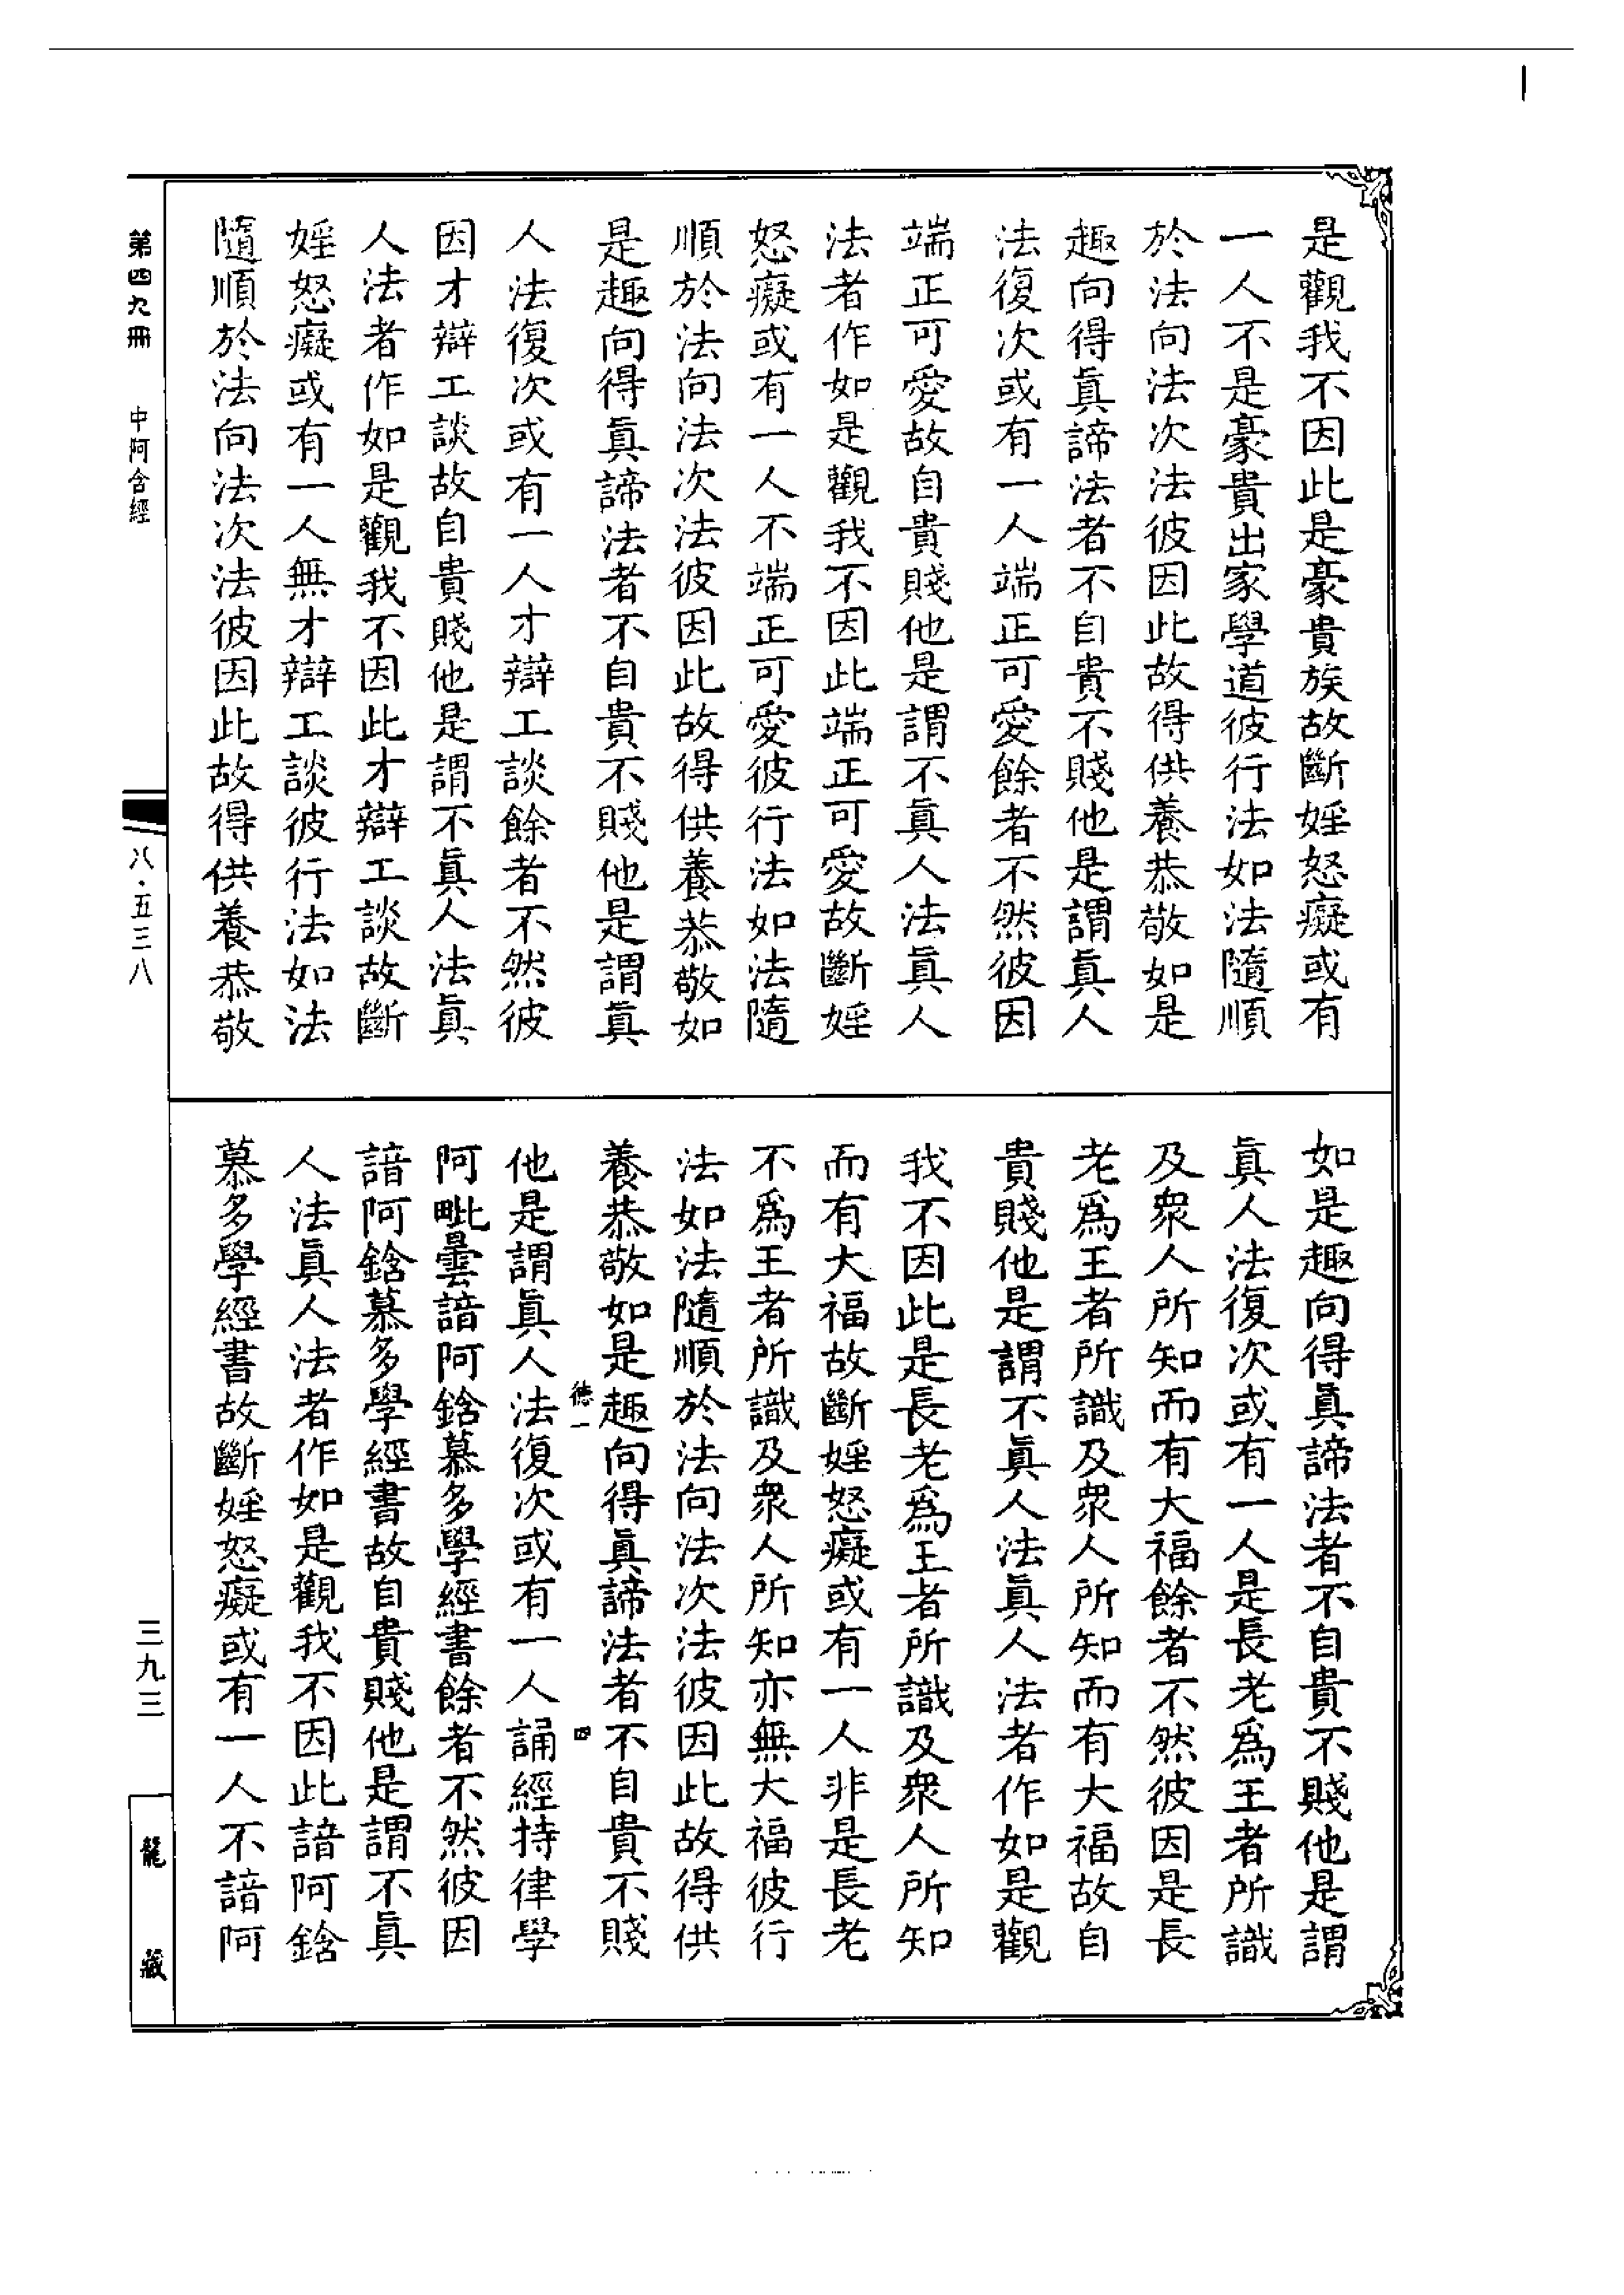 是觀我不因此是豪貴族故斷婬怒癡或有
一人不是豪貴出家學道彼行法如法隨順
於法向法次法彼因此故得供養恭敬如是
趣向得眞諦法者不自貴不賤他是謂眞人
法復次或有一人端正可愛餘者不然彼因
端正可愛故自貴賤他是謂不眞人法眞人
法者作如是觀我不因此端正可愛故斷婬
怒癡或有一人不端正可愛彼行法如法隨
順於法向法次法彼因此故得供養恭敬如
是趣向得眞諦法者不自貴不賤他是謂眞
人法復次或有一人才辯工談餘者不然彼
因才辯工談故自貴賤他是謂不眞人法眞
人法者作如是觀我不因此才辯工談故斷
婬怒癡或有一人無才辯工談彼行法如法
隨順於法向法次法彼因此故得供養恭敬
如是趣向得眞諦法者不自貴不賤他是謂
眞人法復次或有一人是長老爲王者所識
及衆人所知而有大福餘者不然彼因是長
老爲王者所識及衆人所知而有大福故自
貴賤他是謂不眞人法眞人法者作如是觀
我不因此是長老爲王者所識及衆人所知
而有大福故斷婬怒癡或有一人非是長老
不爲王者所識及衆人所知亦無大福彼行
法如法隨順於法向法次法彼因此故得供
養恭敬如是趣向得眞諦法者不自貴不賤
德一 四
他是謂眞人法復次或有一人誦經持律學
阿毗曇諳阿鋡慕多學經書餘者不然彼因
諳阿鋡慕多學經書故自貴賤他是謂不眞
人法眞人法者作如是觀我不因此諳阿鋡
慕多學經書故斷婬怒癡或有一人不諳阿
第四九冊 中阿含經
八·五三八
三九三
龍藏